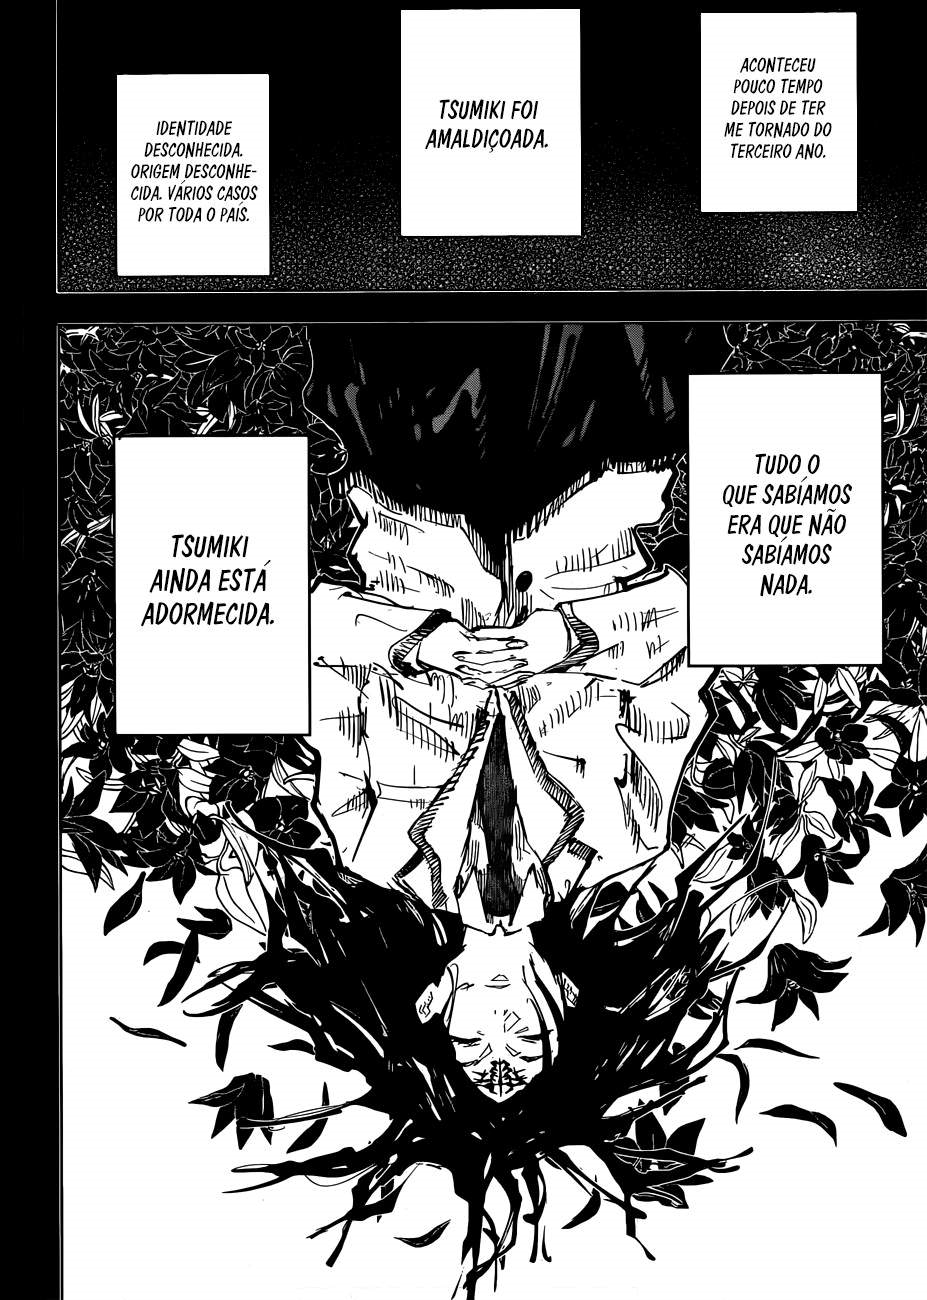 ACONTECEU
POUCO TEMPO
DEPOIS DE TER
ME TORNADO DO
TERCEIRO ANO.
TSUMIKI FOI
AMALDIÇOADA.
IDENTIDADE
DESCONHECIDA.
ORIGEM DESCONHE-
CIDA. VÁRIOS CASOS
POR TODA O PAÍS.
TUDO O
QUE SABÍAMOS
ERA QUE NÃO
SABÍAMOS
NADA.
TSUMIKI
AINDA ESTÁ
ADORMECIDA.